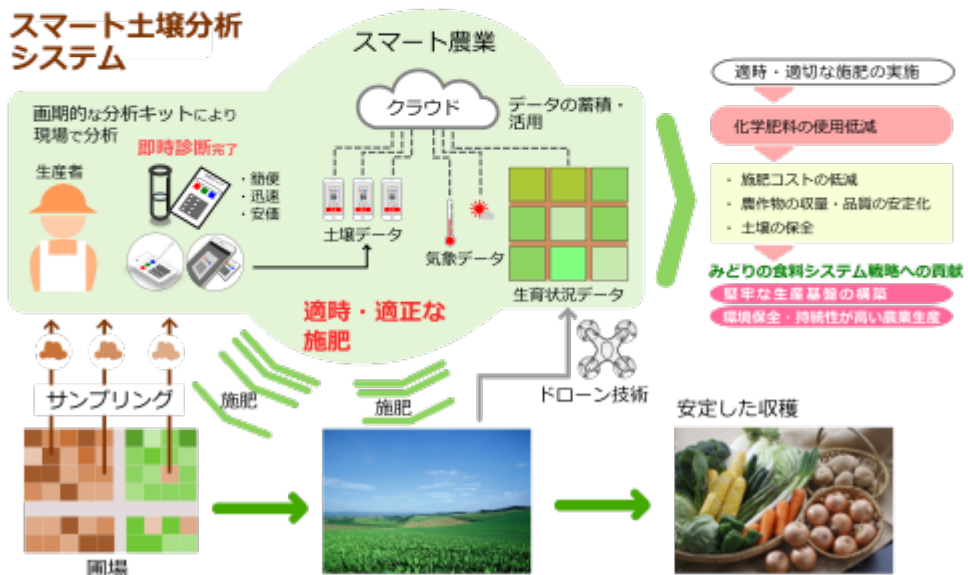 スマート土壌分析
システム
スマート農業
クラウド
データの蓄積・
活用
画期的な分析キットにより
現場で分析
即時診断完了
生産者
・簡便
・迅速
・安価
土壌データ
気象データ
生育状況データ
適時・適正な
施肥
適時・適切な施肥の実施
化学肥料の使用低減
・ 施肥コストの低減
・ 農作物の収量・品質の安定化
・ 土壌の保全
みどりの食料システム戦略への貢献
堅牢な生産基盤の構築
環境保全・持続性が高い農業生産
サンプリング
施肥
施肥
ドローン技術
安定した収穫
圃場